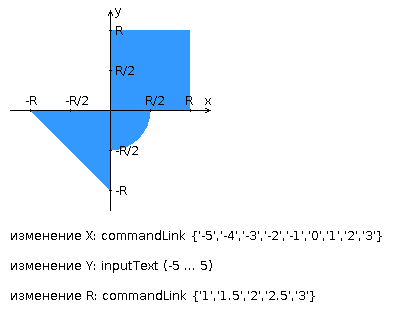 y
R
R/2
-R -R/2 R/2 R x
-R/2
-R
изменение X: commandLink {'-5','-4','-3','-2','-1','0','1','2','3'}
изменение Y: inputText (-5 ... 5)
изменение R: commandLink {'1','1.5','2','2.5','3'}